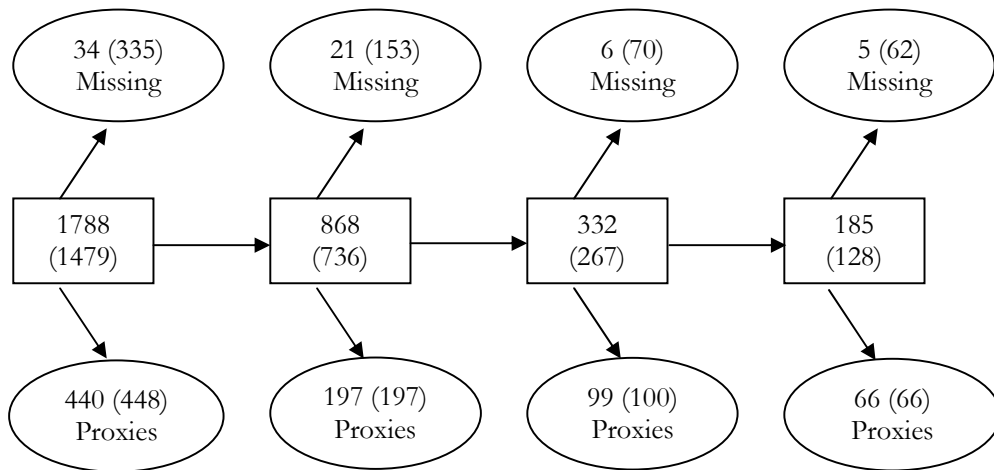 34 (335)
Missing
21 (153)
Missing
6 (70)
Missing
5 (62)
Missing
1788
(1479)
868
(736)
332
(267)
185
(128)
440 (448)
Proxies
197 (197)
Proxies
99 (100)
Proxies
66 (66)
Proxies